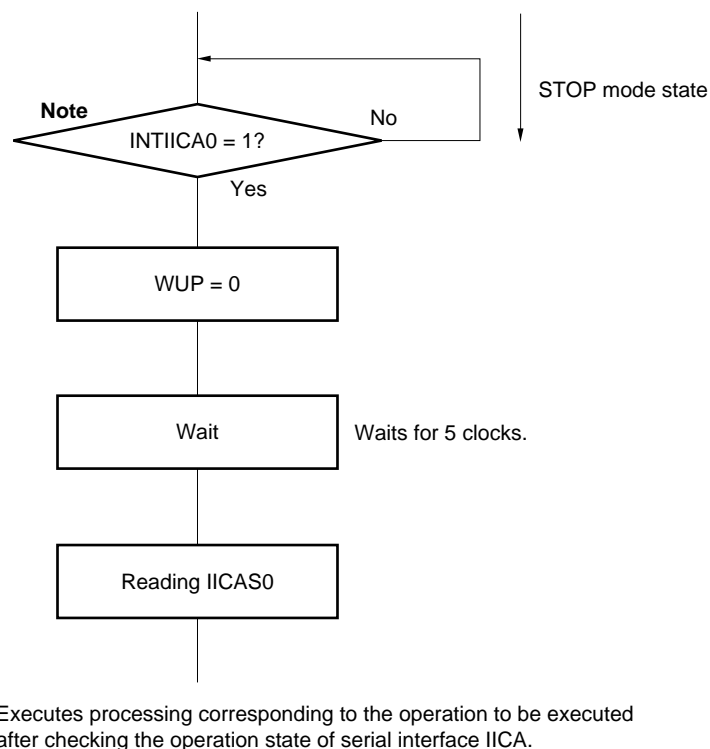 STOP mode state
Note
No
INTIICA0 = 1?
Yes
WUP = 0
Wait
Waits for 5 clocks.
Reading IICAS0
Executes processing corresponding to the operation to be executed
after checking the operation state of serial interface IICA.